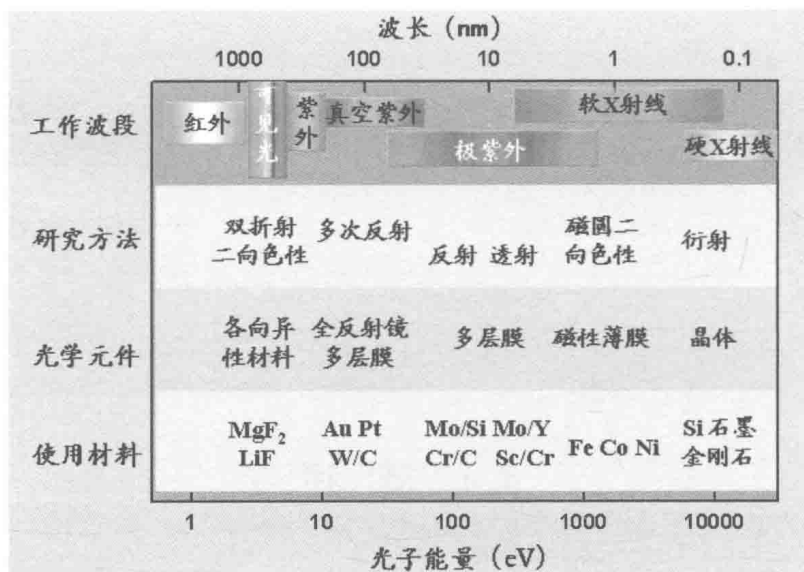 波长（nm）
1000 100 10 1 0.1
工作波段
红外
可见光
紫外
真空紫外
极紫外
软X射线
硬X射线
研究方法
双折射
二向色性
多次反射
反射 透射
磁圆二
向色性
衍射
光学元件
各向异
性材料
全反射镜
多层膜
多层膜
磁性薄膜
晶体
使用材料
MgF₂
LiF
Au Pt
W/C
Mo/Si Mo/Y
Cr/C Sc/Cr
Fe Co Ni
Si 石墨
金刚石
1 10 100 1000 10000
光子能量（eV）